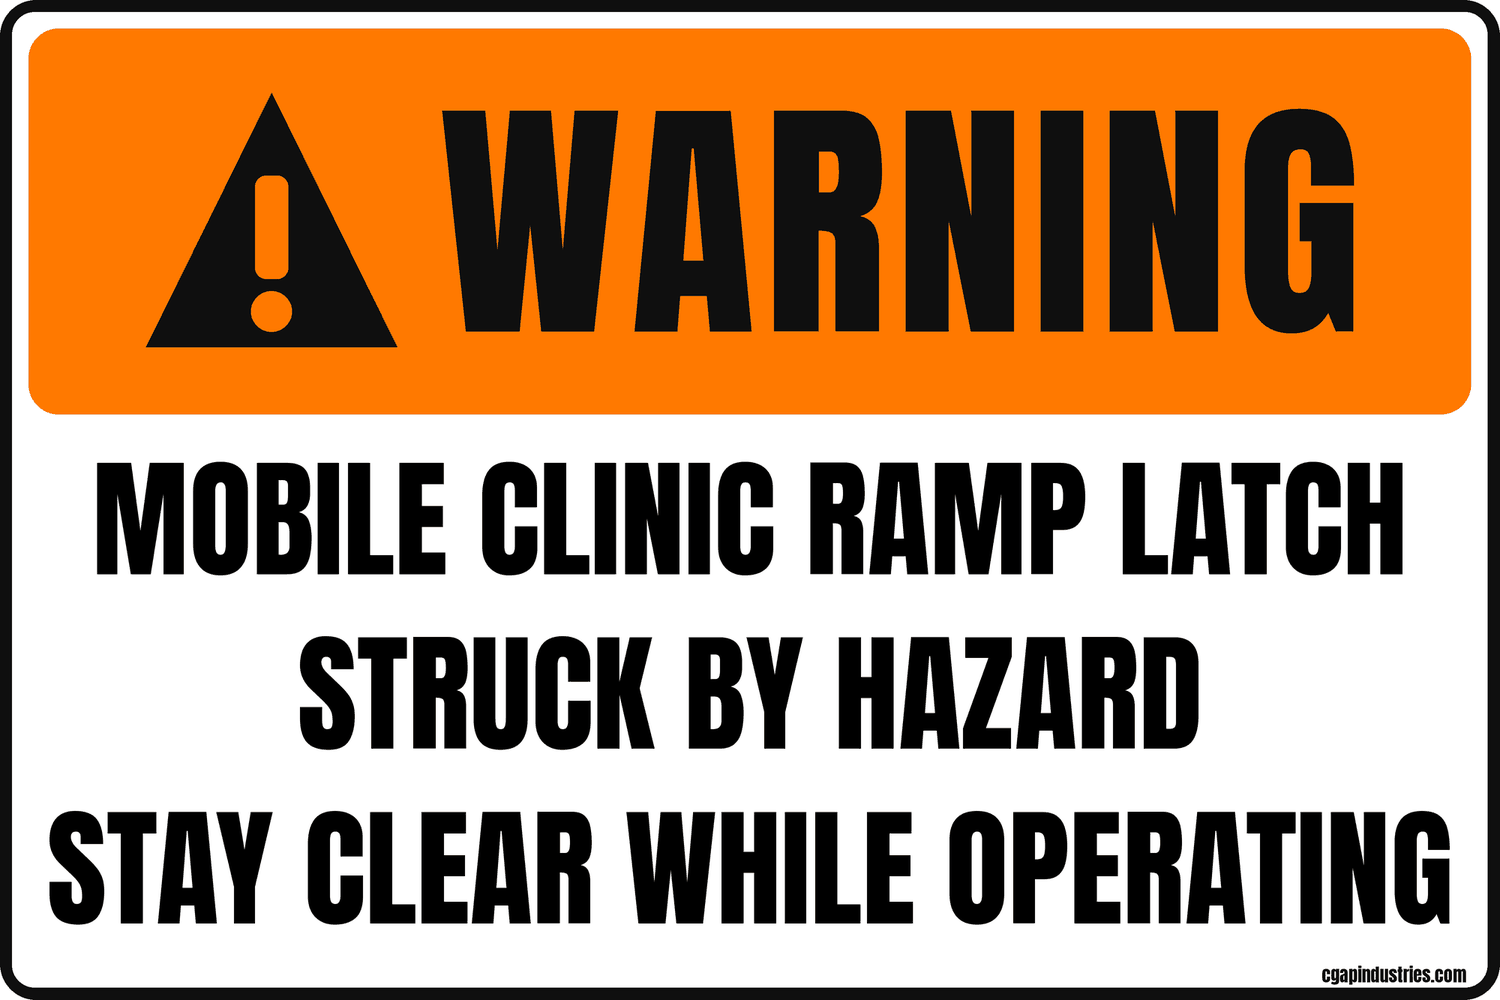 WARNING
MOBILE CLINIC RAMP LATCH
STRUCK BY HAZARD
STAY CLEAR WHILE OPERATING
cgapindustries.com